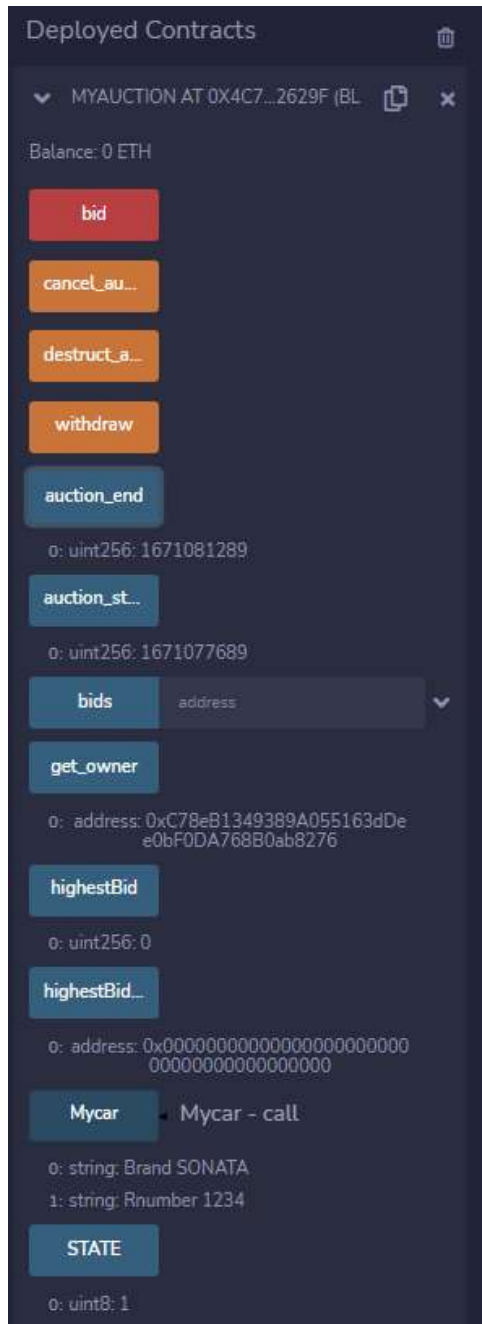 Deployed Contracts
MYAUCTION AT 0X4C7...2629F (BL
Balance: 0 ETH
bid
cancel_au...
destruct_a...
withdraw
auction_end
0: uint256: 1671081289
auction_st...
0: uint256: 1671077689
bids address
get_owner
0: address: 0xC78eB1349389A055163dDe
e0bF0DA768B0ab8276
highestBid
0: uint256: 0
highestBid...
0: address: 0x0000000000000000000000
000000000000000000
Mycar Mycar - call
0: string: Brand SONATA
1: string: Rnumber 1234
STATE
0: uint8: 1